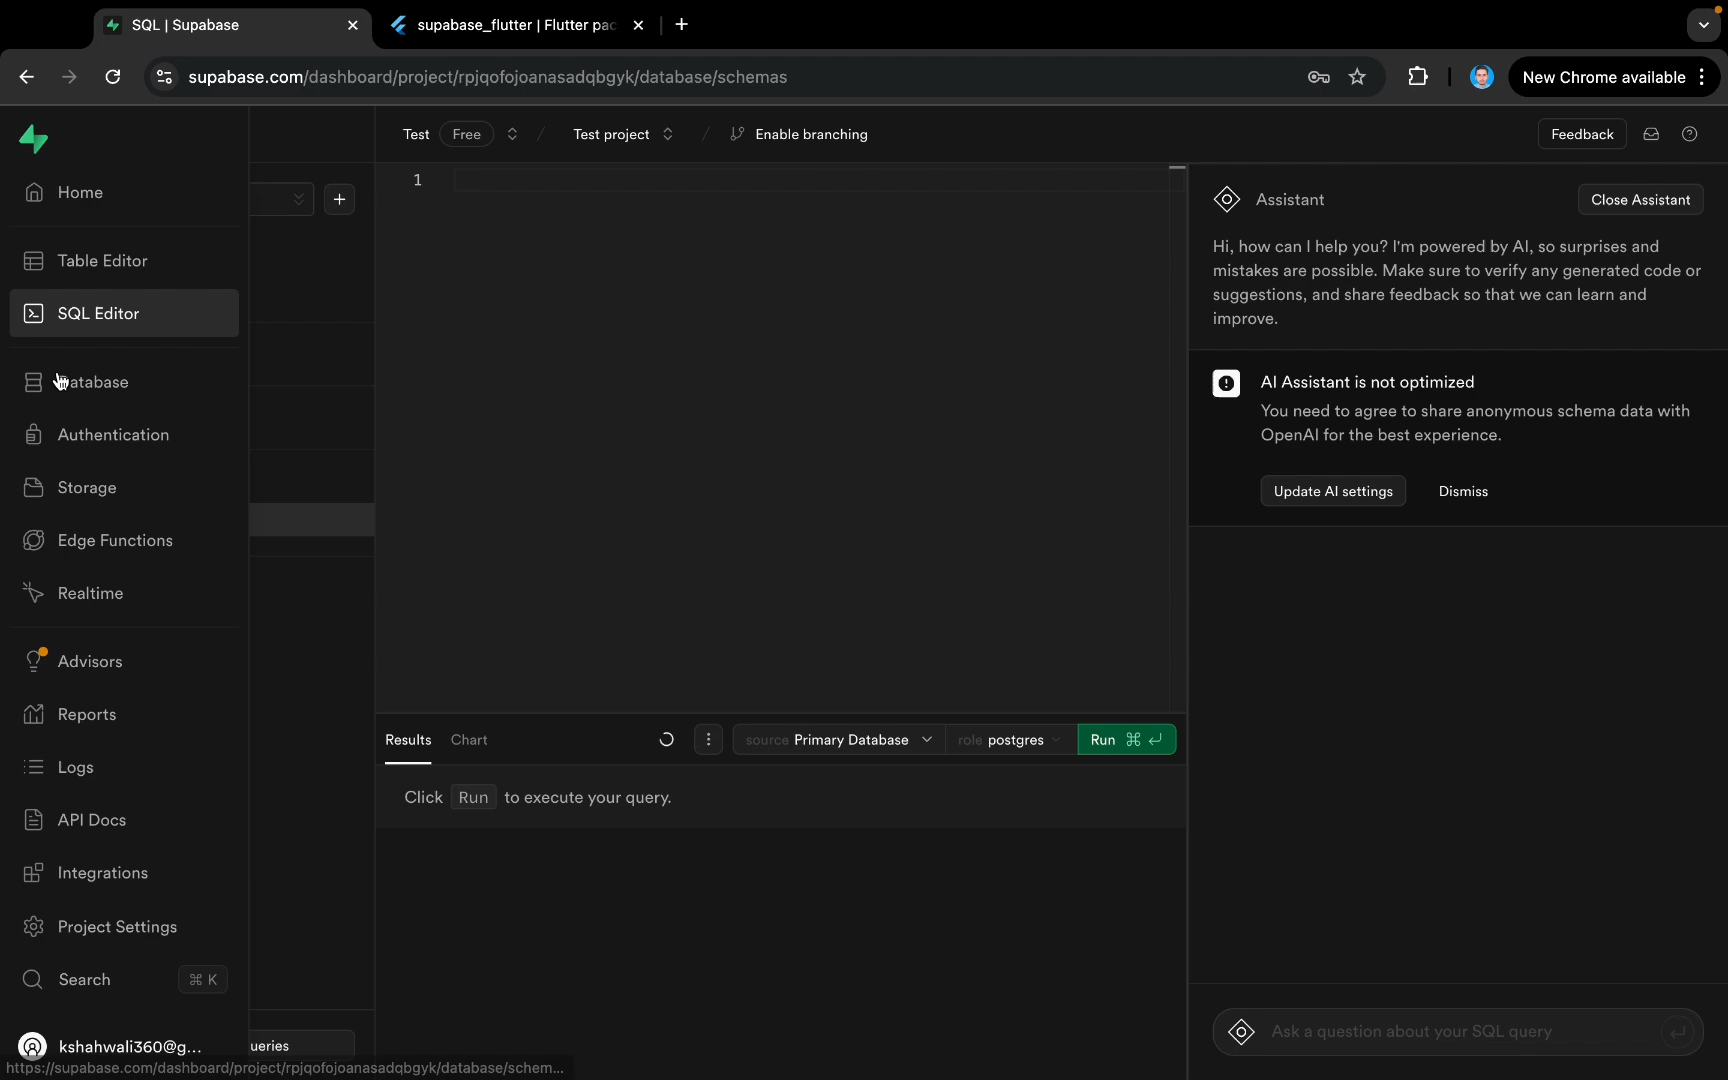 SQL | Supabase
supabase_flutter | Flutter pac
supabase.com/dashboard/project/rpjqofojoanasadqbgyk/database/schemas
New Chrome available
Test Free / Test project / Enable branching
Feedback
Home
Table Editor
SQL Editor
Database
Authentication
Storage
Edge Functions
Realtime
Advisors
Reports
Logs
API Docs
Integrations
Project Settings
Search ⌘ K
kshahwali360@g...
ueries
https://supabase.com/dashboard/project/rpjqofojoanasadqbgyk/database/schem...
1
Results Chart
source Primary Database
role postgres
Run ⌘ ↵
Click Run to execute your query.
Assistant
Close Assistant
Hi, how can I help you? I'm powered by AI, so surprises and
mistakes are possible. Make sure to verify any generated code or
suggestions, and share feedback so that we can learn and
improve.
AI Assistant is not optimized
You need to agree to share anonymous schema data with
OpenAI for the best experience.
Update AI settings
Dismiss
Ask a question about your SQL query